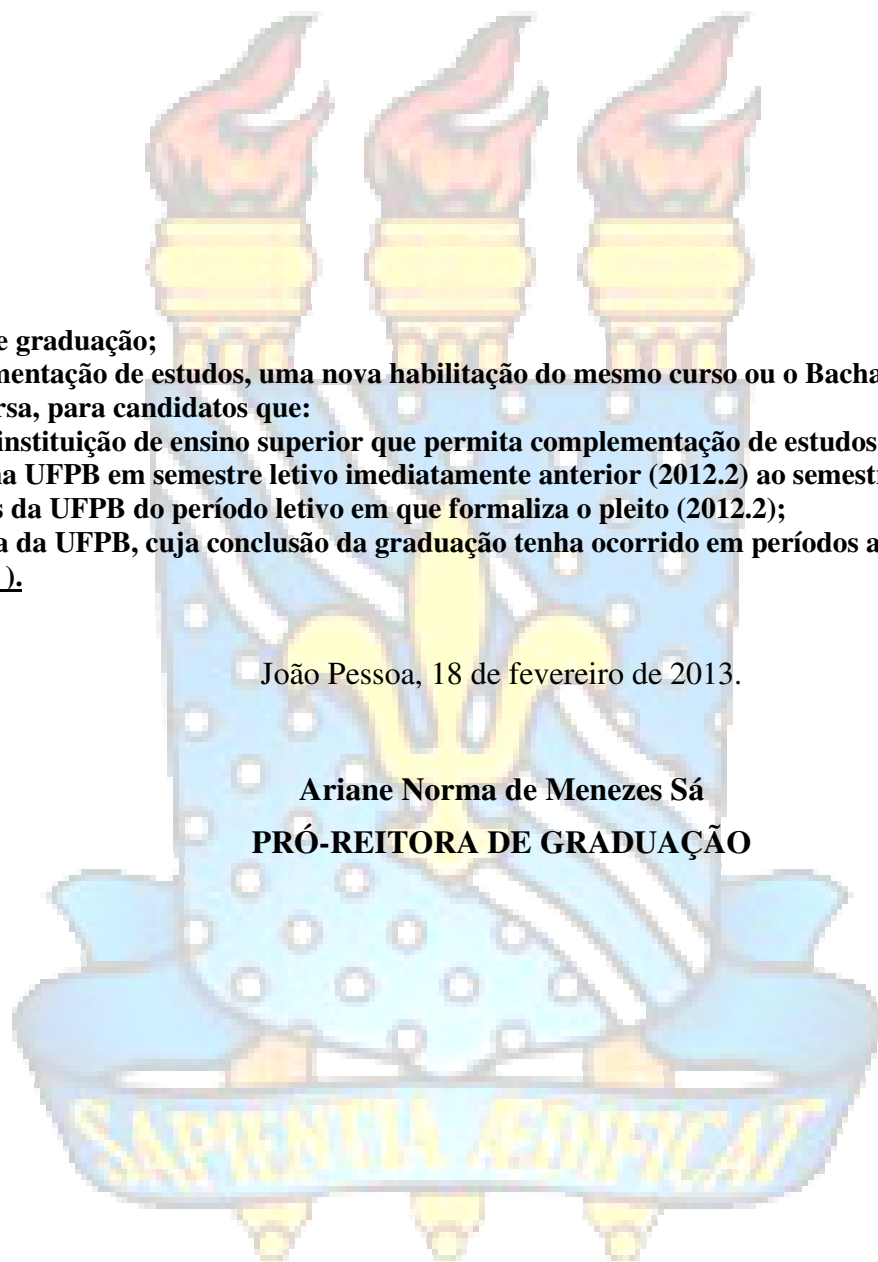 e graduação;
mentação de estudos, uma nova habilitação do mesmo curso ou o Bacha
rsa, para candidatos que:
instituição de ensino superior que permita complementação de estudos
na UFPB em semestre letivo imediatamente anterior (2012.2) ao semestr
s da UFPB do período letivo em que formaliza o pleito (2012.2);
a da UFPB, cuja conclusão da graduação tenha ocorrido em períodos a
).
João Pessoa, 18 de fevereiro de 2013.
Ariane Norma de Menezes Sá
PRÓ-REITORA DE GRADUAÇÃO
SAPIENTIA ÆDIFICAT